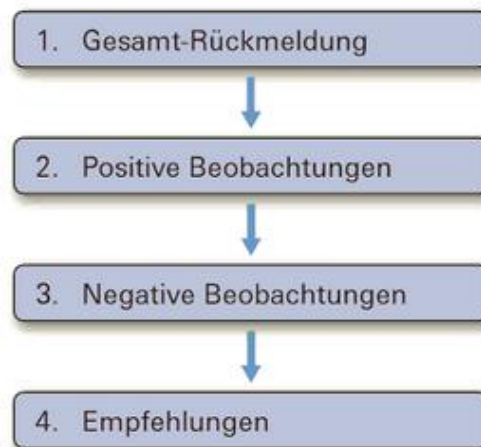 1. Gesamt-Rückmeldung
2. Positive Beobachtungen
3. Negative Beobachtungen
4. Empfehlungen